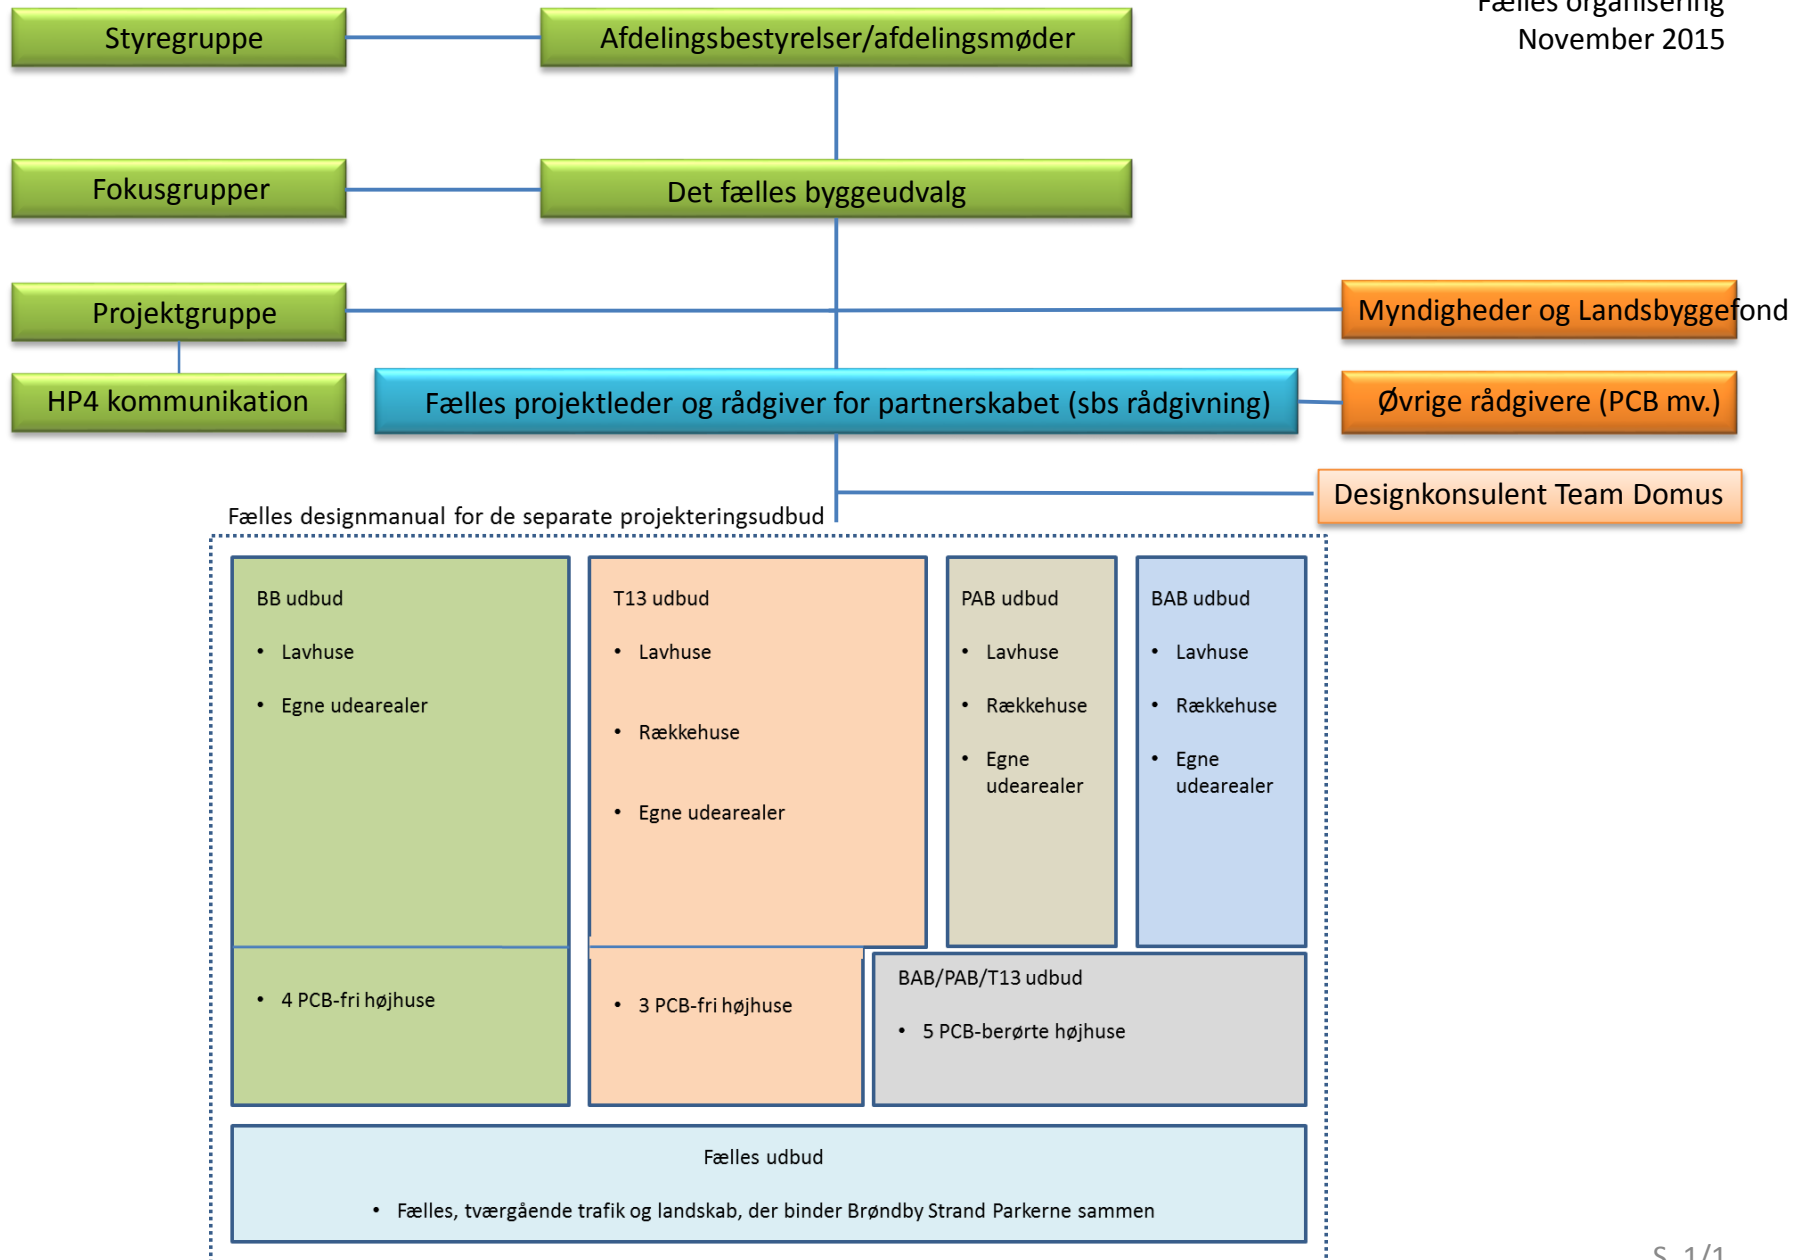 Fælles organisering
November 2015
Styregruppe
Afdelingsbestyrelser/afdelingsmøder
Fokusgrupper
Det fælles byggeudvalg
Projektgruppe
Myndigheder og Landsbyggefond
HP4 kommunikation
Fælles projektleder og rådgiver for partnerskabet (sbs rådgivning)
Øvrige rådgivere (PCB mv.)
Designkonsulent Team Domus
Fælles designmanual for de separate projekteringsudbud
BB udbud
• Lavhuse
• Egne udearealer
• 4 PCB-fri højhuse
T13 udbud
• Lavhuse
• Rækkehuse
• Egne udearealer
• 3 PCB-fri højhuse
PAB udbud
• Lavhuse
• Rækkehuse
• Egne
udearealer
BAB udbud
• Lavhuse
• Rækkehuse
• Egne
udearealer
BAB/PAB/T13 udbud
• 5 PCB-berørte højhuse
Fælles udbud
• Fælles, tværgående trafik og landskab, der binder Brøndby Strand Parkerne sammen
S. 1/1